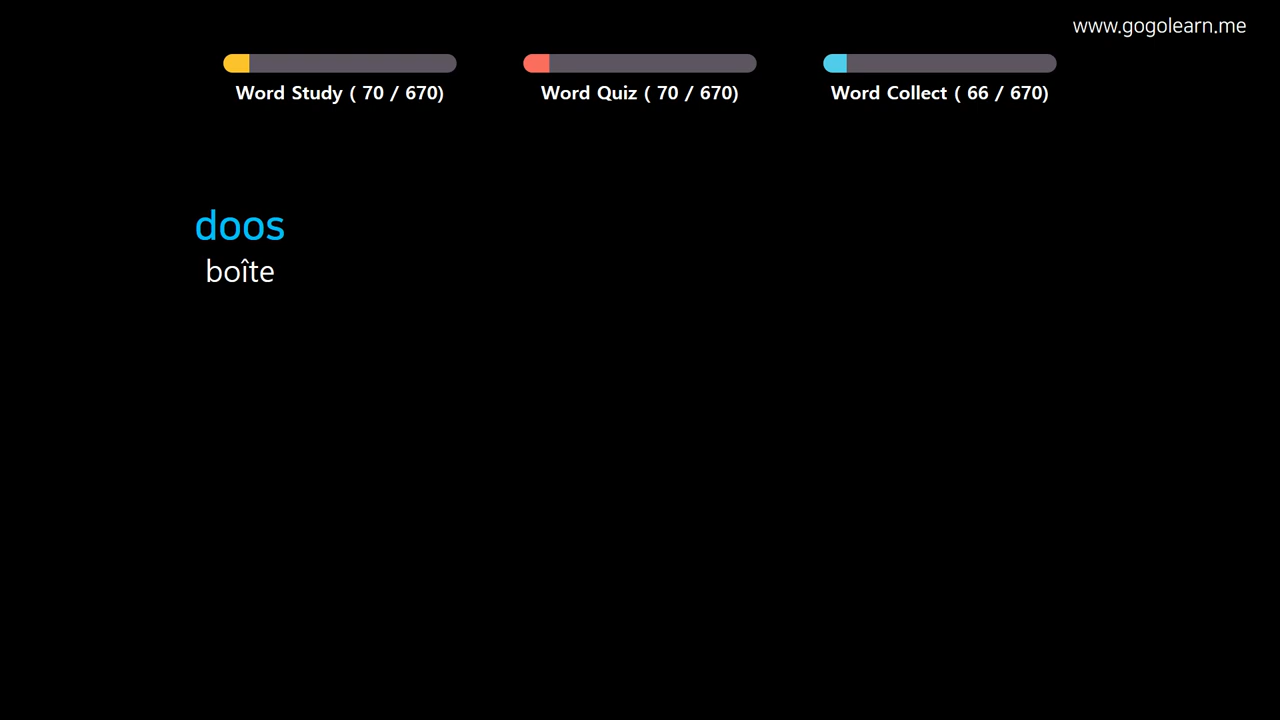 www.gogolearn.me
Word Study ( 70 / 670)
Word Quiz ( 70 / 670)
Word Collect ( 66 / 670)
doos
boîte